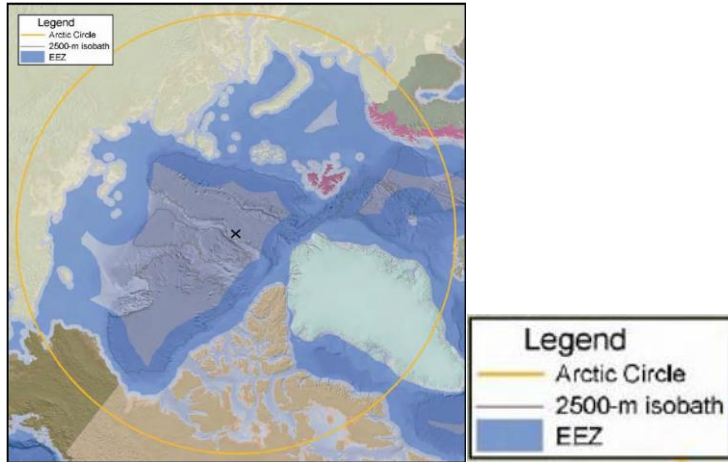 Legend
Arctic Circle
2500-m isobath
EEZ
Legend
Arctic Circle
2500-m isobath
EEZ